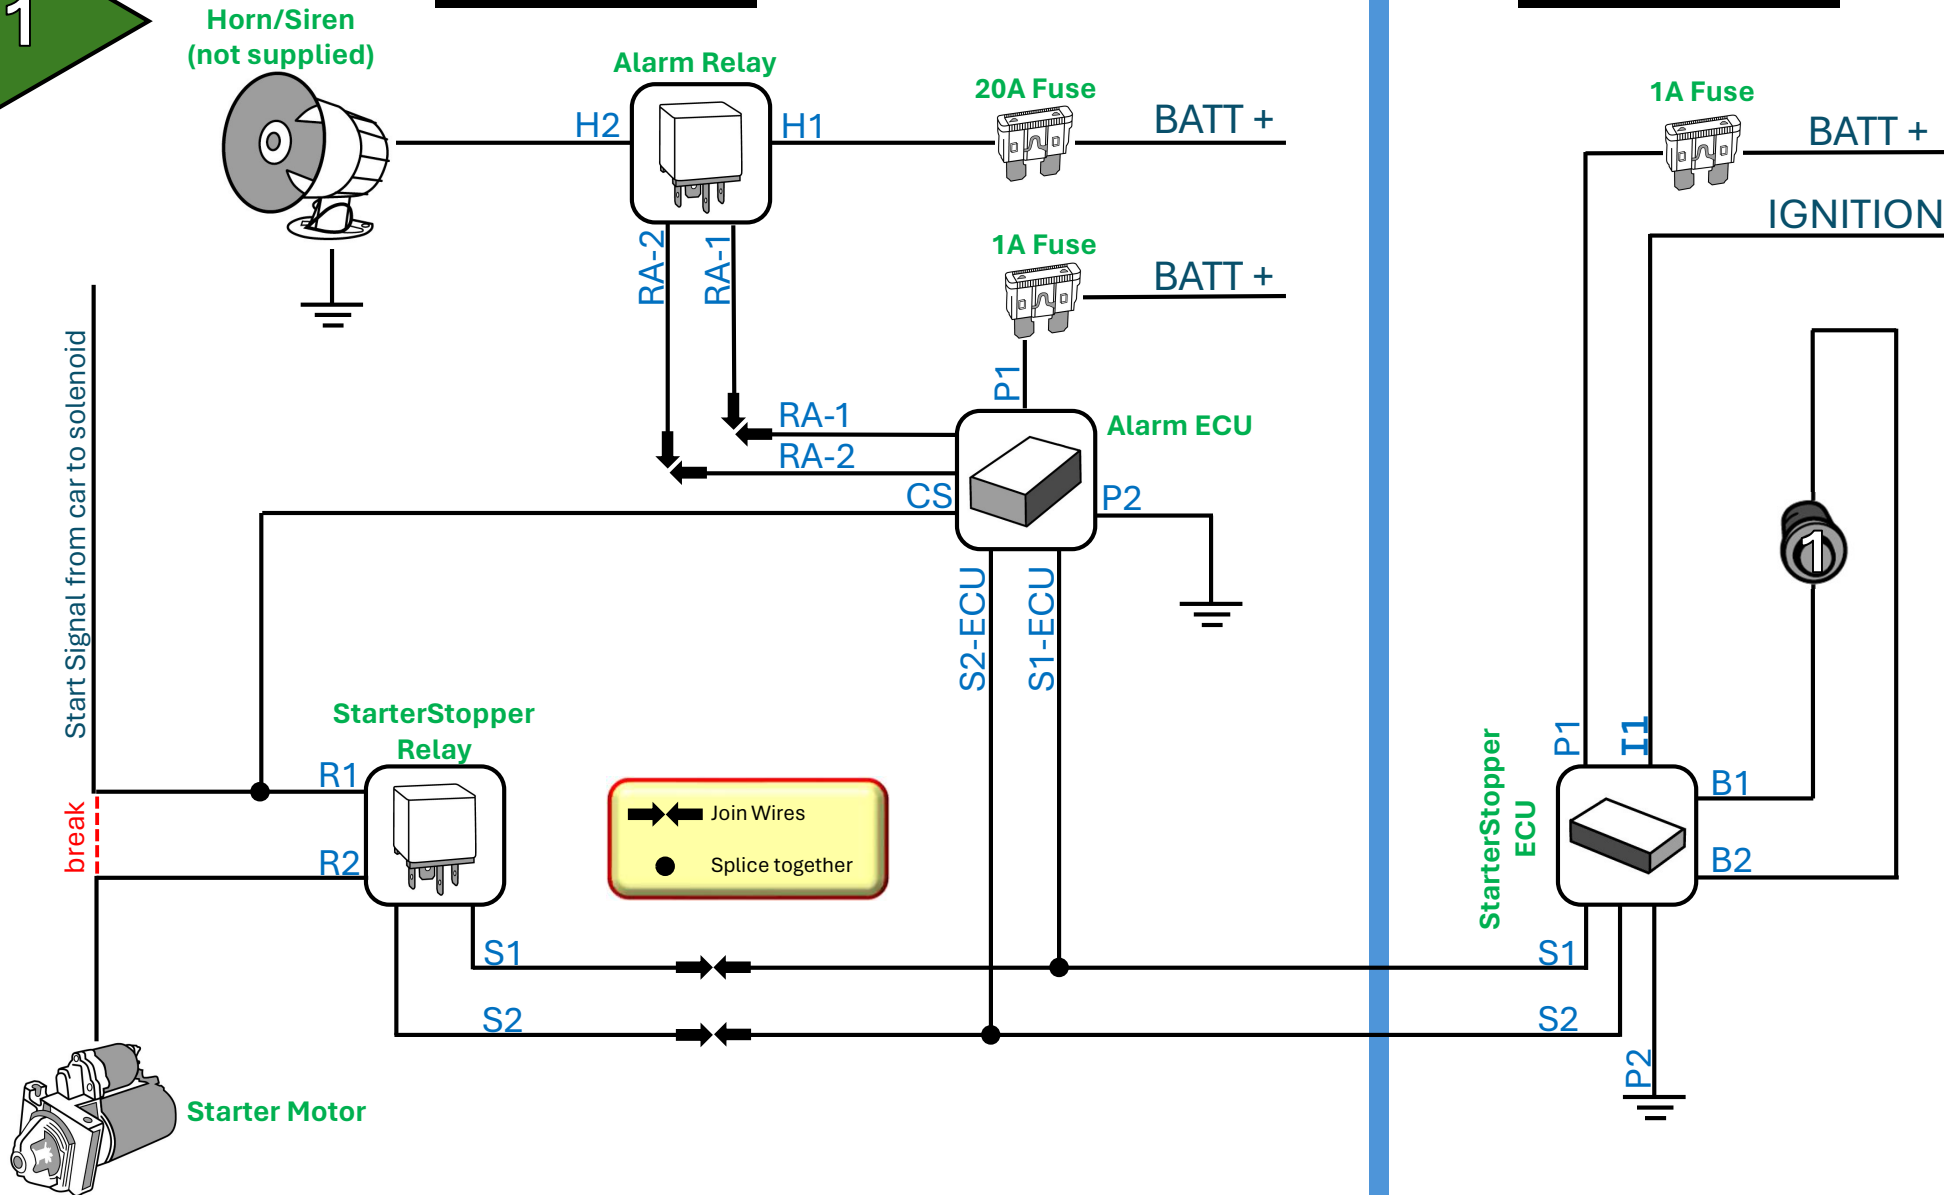 1
Horn/Siren
(not supplied)
Alarm Relay
20A Fuse
BATT +
H2
H1
RA-2
RA-1
1A Fuse
BATT +
P1
RA-1
RA-2
CS
Alarm ECU
P2
S2-ECU
S1-ECU
Start Signal from car to solenoid
StarterStopper
Relay
R1
break
R2
Join Wires
Splice together
S1
S2
Starter Motor
1A Fuse
BATT +
IGNITION
1
P1
I1
StarterStopper
ECU
B1
B2
S1
S2
P2